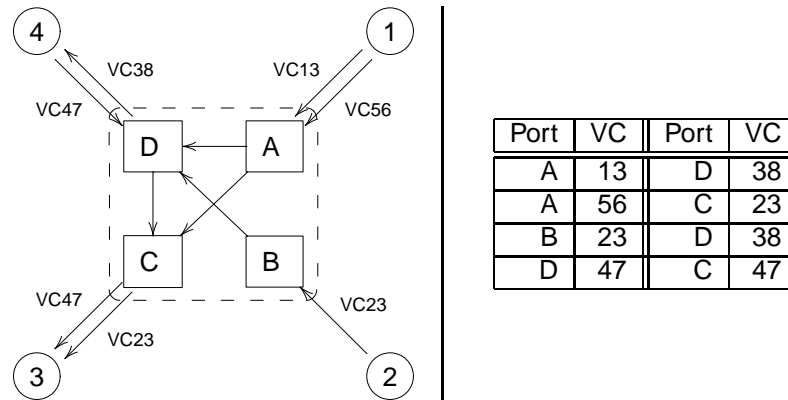 4
1
VC38
VC13
VC47
VC56
D
A
C
B
VC47
VC23
VC23
3
2
Port VC Port VC
A 13 D 38
A 56 C 23
B 23 D 38
D 47 C 47